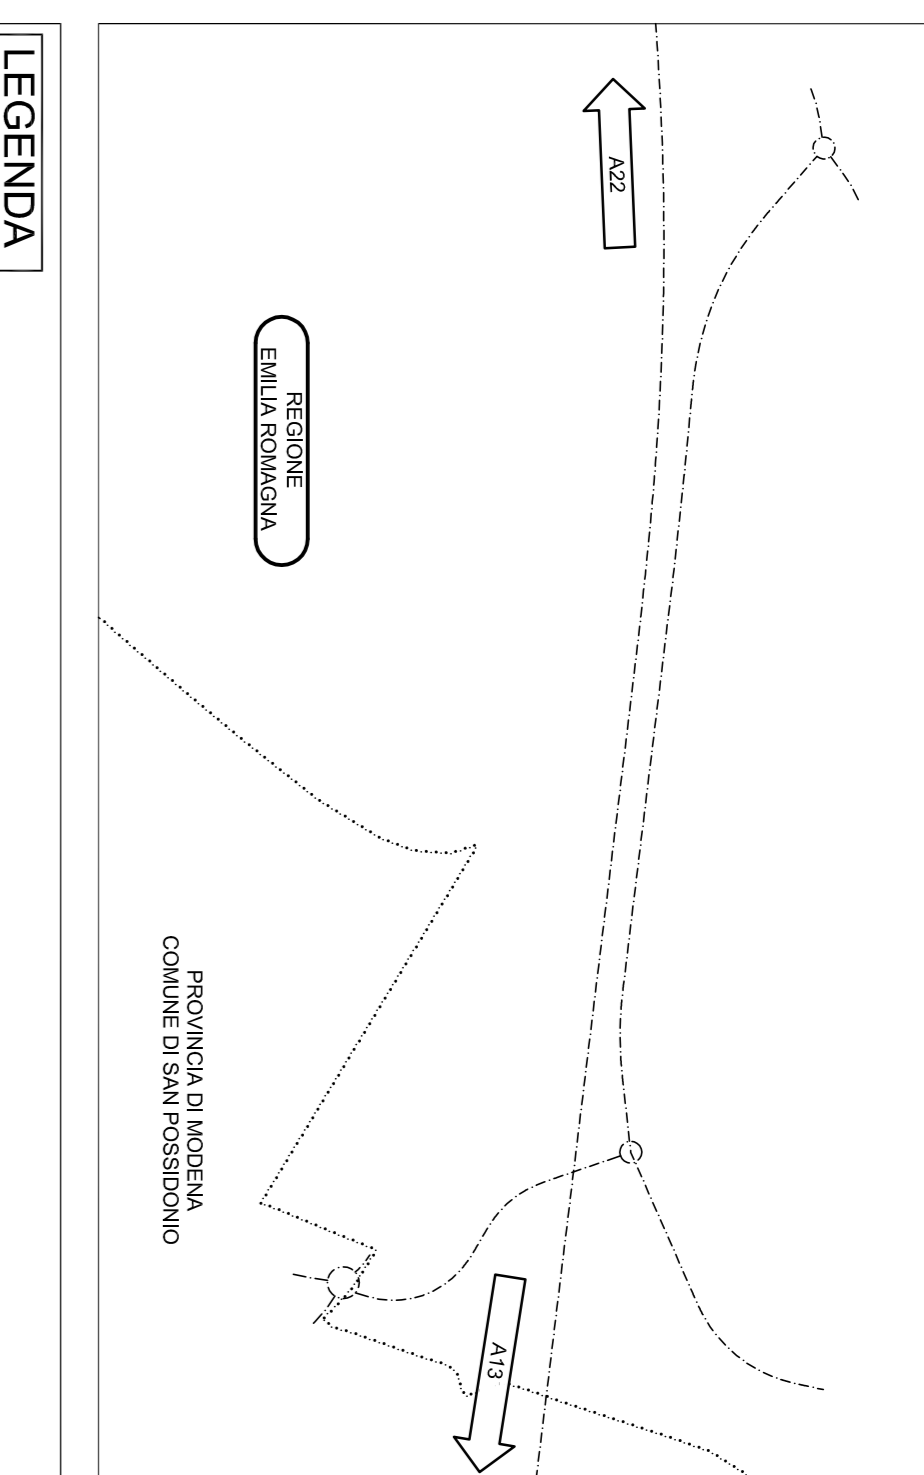 LEGENDA
A22
REGIONE
EMILIA ROMAGNA
PROVINCIA DI MODENA
COMUNE DI SAN POSSIDONIO
A13